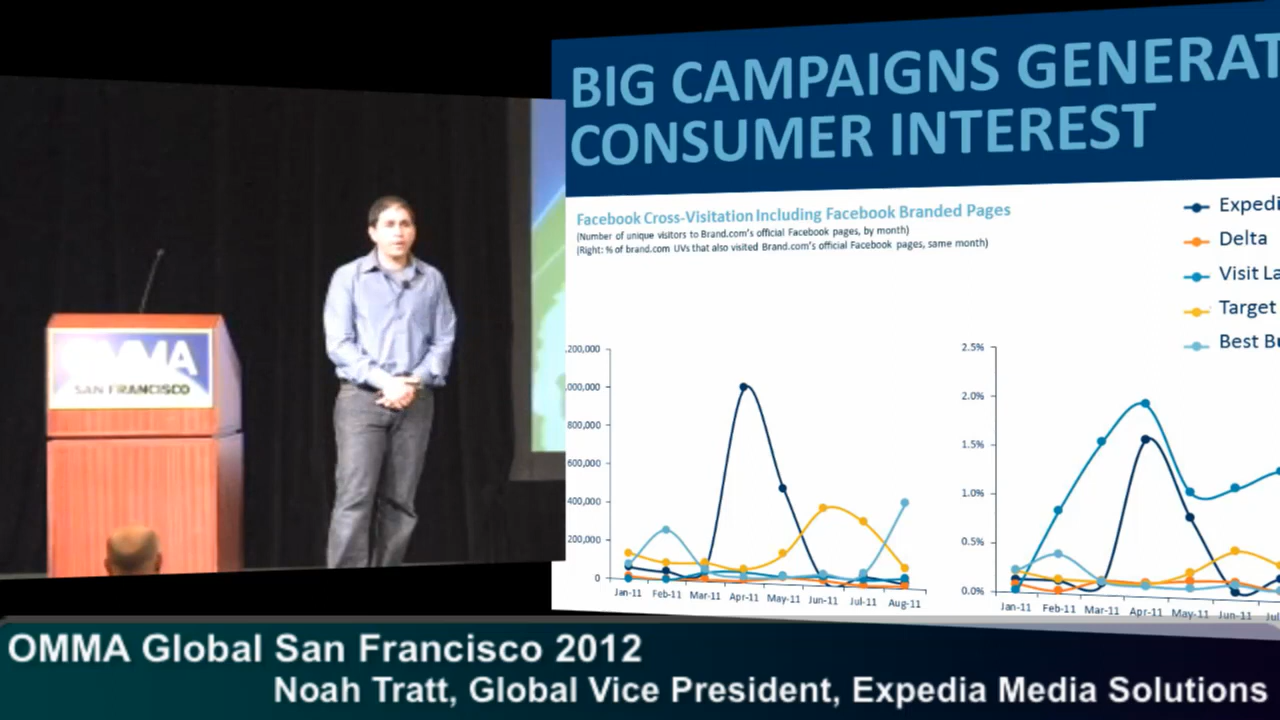 BIG CAMPAIGNS GENERAT
CONSUMER INTEREST
Facebook Cross-Visitation Including Facebook Branded Pages
(Number of unique visitors to Brand.com's official Facebook pages, by month)
(Right: % of brand.com UVs that also visited Brand.com's official Facebook pages, same month)
Expedi
Delta
Visit La
Target
Best Bu
,200,000
,000,000
800,000
600,000
400,000
200,000
0
Jan-11 Feb-11 Mar-11 Apr-11 May-11 Jun-11 Jul-11 Aug-11
2.5%
2.0%
1.5%
1.0%
0.5%
0.0%
Jan-11 Feb-11 Mar-11 Apr-11 May-11 Jun-11 Jul
OMMA
SAN FRANCISCO
OMMA Global San Francisco 2012
Noah Tratt, Global Vice President, Expedia Media Solutions